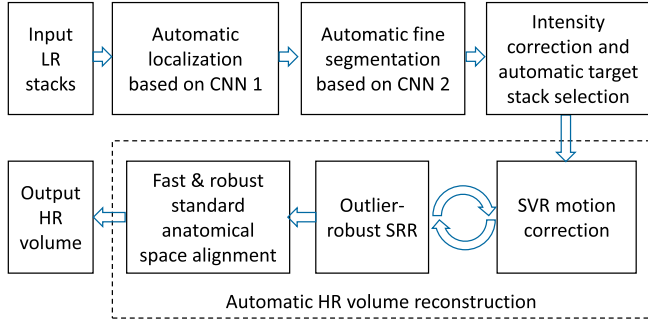 Input
LR
stacks
Automatic
localization
based on CNN 1
Automatic fine
segmentation
based on CNN 2
Intensity
correction and
automatic target
stack selection
Output
HR
volume
Fast & robust
standard
anatomical
space alignment
Outlier-
robust SRR
SVR motion
correction
Automatic HR volume reconstruction